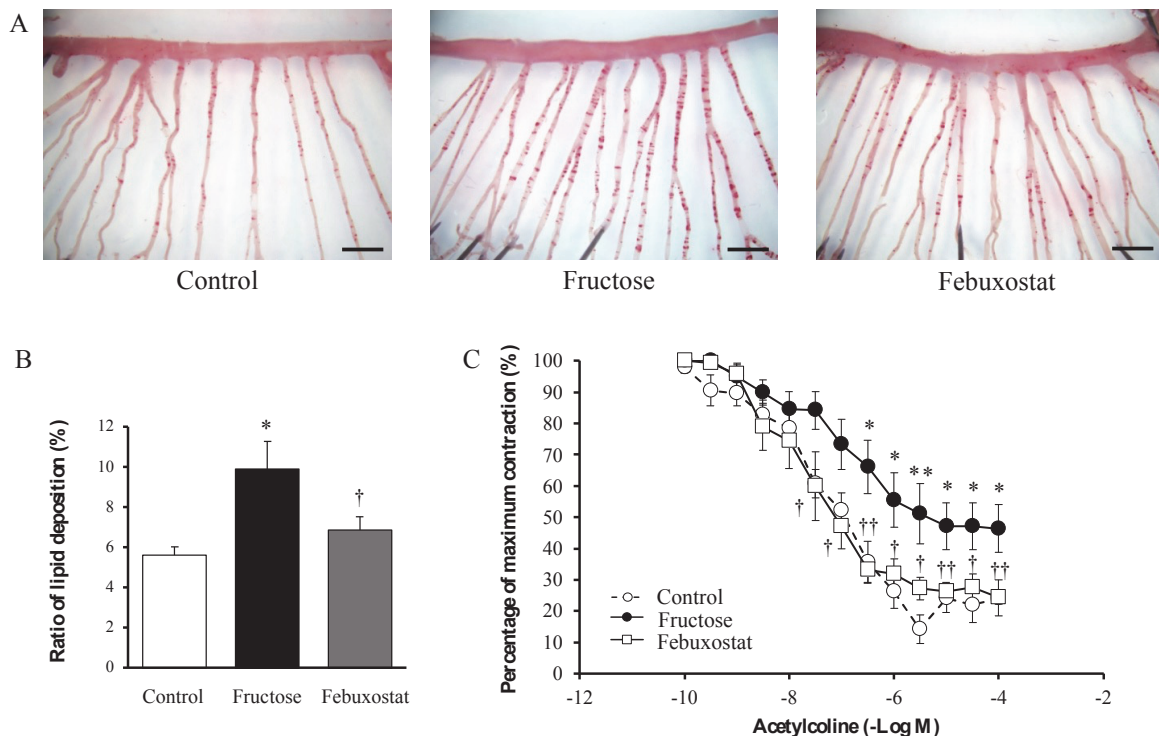 A
Control
Fructose
Febuxostat
B
Ratio of lipid deposition (%)
12
10
8
6
4
2
0
*
†
Control
Fructose
Febuxostat
C
Percentage of maximum contraction (%)
100
90
80
70
60
50
40
30
20
10
0
*
*
**
*
*
*
†
†
††
†
†
††
†
††
Control
Fructose
Febuxostat
-12
-10
-8
-6
-4
-2
Acetylcoline (-Log M)